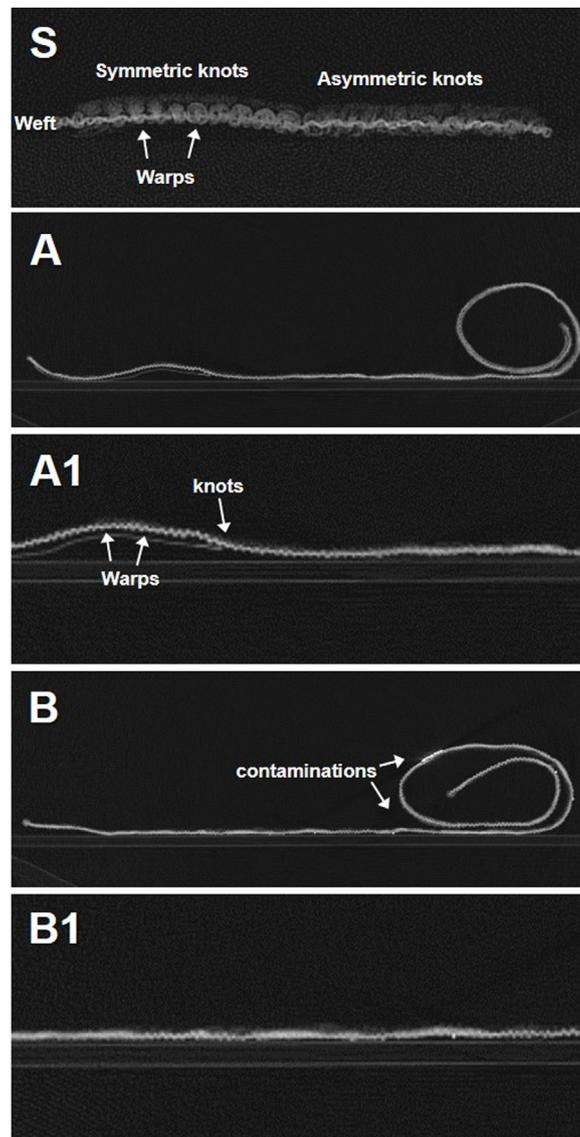 S
Symmetric knots
Asymmetric knots
Weft
Warps
A
A1
knots
Warps
B
contaminations
B1